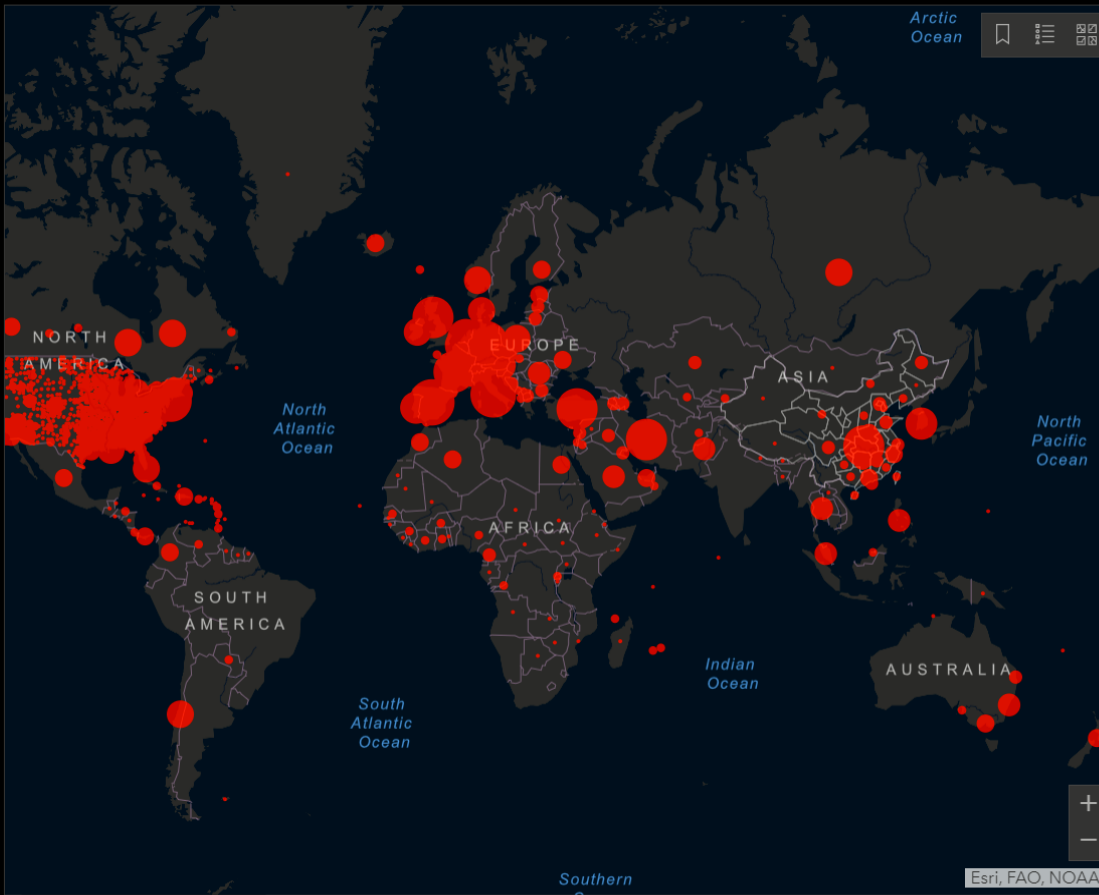 Arctic
Ocean
NORTH
AMERICA
EUROPE
ASIA
North
Atlantic
Ocean
North
Pacific
Ocean
AFRICA
SOUTH
AMERICA
Indian
Ocean
AUSTRALIA
South
Atlantic
Ocean
+
−
Esri, FAO, NOAA
Southern